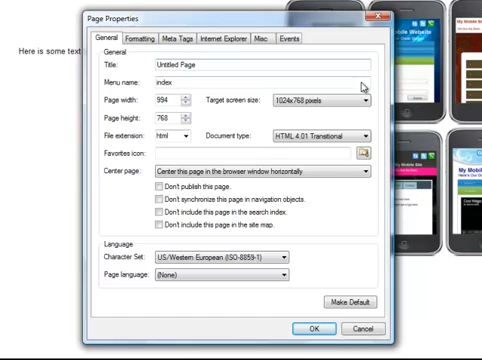 Page Properties
General Formatting Meta Tags Internet Explorer Misc Events
Here is some text
General
Title: Untitled Page
Menu name: index
Page width: 994 Target screen size: 1024x768 pixels
Page height: 768
File extension: html Document type: HTML 4.01 Transitional
Favorites icon:
Center page: Center this page in the browser window horizontally
Don't publish this page.
Don't synchronize this page in navigation objects.
Don't include this page in the search index.
Don't include this page in the site map.
Language
Character Set: US/Western European (ISO-8859-1)
Page language: (None)
Make Default
OK Cancel
Mobile Website
My Mobile